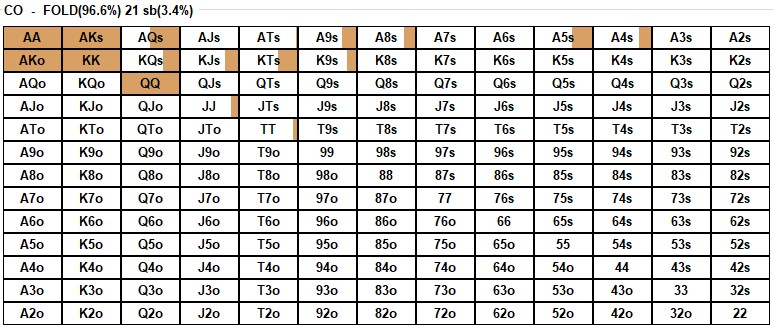 CO - FOLD(96.6%) 21 sb(3.4%)
AA AKs AQs AJs ATs A9s A8s A7s A6s A5s A4s A3s A2s
AKo KK KQs KJs KTs K9s K8s K7s K6s K5s K4s K3s K2s
AQo KQo QQ QJs QTs Q9s Q8s Q7s Q6s Q5s Q4s Q3s Q2s
AJo KJo QJo JJ JTs J9s J8s J7s J6s J5s J4s J3s J2s
ATo KTo QTo JTo TT T9s T8s T7s T6s T5s T4s T3s T2s
A9o K9o Q9o J9o T9o 99 98s 97s 96s 95s 94s 93s 92s
A8o K8o Q8o J8o T8o 98o 88 87s 86s 85s 84s 83s 82s
A7o K7o Q7o J7o T7o 97o 87o 77 76s 75s 74s 73s 72s
A6o K6o Q6o J6o T6o 96o 86o 76o 66 65s 64s 63s 62s
A5o K5o Q5o J5o T5o 95o 85o 75o 65o 55 54s 53s 52s
A4o K4o Q4o J4o T4o 94o 84o 74o 64o 54o 44 43s 42s
A3o K3o Q3o J3o T3o 93o 83o 73o 63o 53o 43o 33 32s
A2o K2o Q2o J2o T2o 92o 82o 72o 62o 52o 42o 32o 22